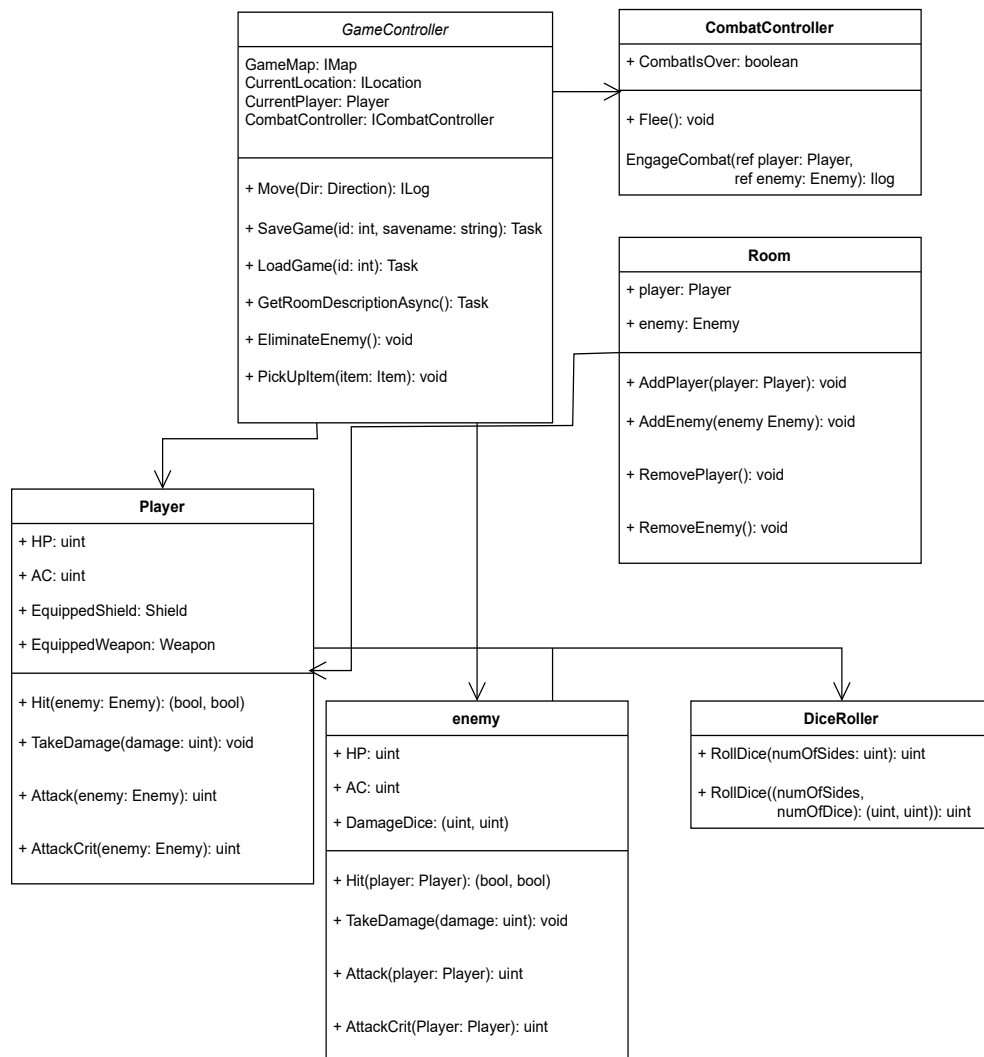 GameController
GameMap: IMap
CurrentLocation: ILocation
CurrentPlayer: Player
CombatController: ICombatController
+ Move(Dir: Direction): ILog
+ SaveGame(id: int, savename: string): Task
+ LoadGame(id: int): Task
+ GetRoomDescriptionAsync(): Task
+ EliminateEnemy(): void
+ PickUpItem(item: Item): void
CombatController
+ CombatIsOver: boolean
+ Flee(): void
EngageCombat(ref player: Player,
ref enemy: Enemy): Ilog
Room
+ player: Player
+ enemy: Enemy
+ AddPlayer(player: Player): void
+ AddEnemy(enemy Enemy): void
+ RemovePlayer(): void
+ RemoveEnemy(): void
Player
+ HP: uint
+ AC: uint
+ EquippedShield: Shield
+ EquippedWeapon: Weapon
+ Hit(enemy: Enemy): (bool, bool)
+ TakeDamage(damage: uint): void
+ Attack(enemy: Enemy): uint
+ AttackCrit(enemy: Enemy): uint
enemy
+ HP: uint
+ AC: uint
+ DamageDice: (uint, uint)
+ Hit(player: Player): (bool, bool)
+ TakeDamage(damage: uint): void
+ Attack(player: Player): uint
+ AttackCrit(Player: Player): uint
DiceRoller
+ RollDice(numOfSides: uint): uint
+ RollDice((numOfSides,
numOfDice): (uint, uint)): uint